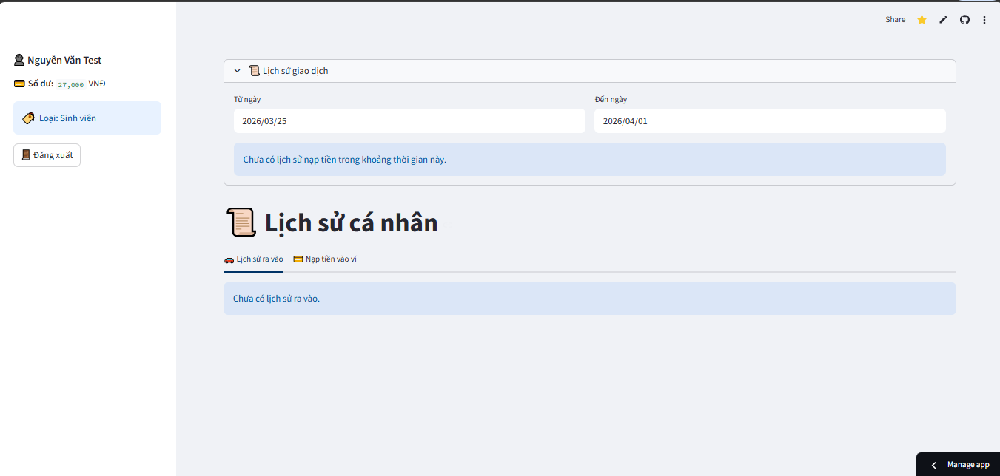 Share
Nguyễn Văn Test
Số dư: 27,000 VNĐ
Loại: Sinh viên
Đăng xuất
Lịch sử giao dịch
Từ ngày
Đến ngày
2026/03/25
2026/04/01
Chưa có lịch sử nạp tiền trong khoảng thời gian này.
Lịch sử cá nhân
Lịch sử ra vào
Nạp tiền vào ví
Chưa có lịch sử ra vào.
Manage app